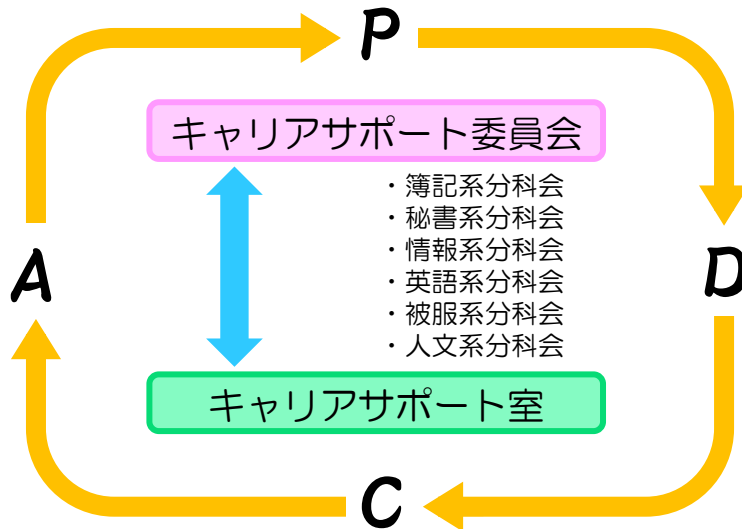 P
キャリアサポート委員会
・簿記系分科会
・秘書系分科会
・情報系分科会
・英語系分科会
・被服系分科会
・人文系分科会
A
D
キャリアサポート室
C